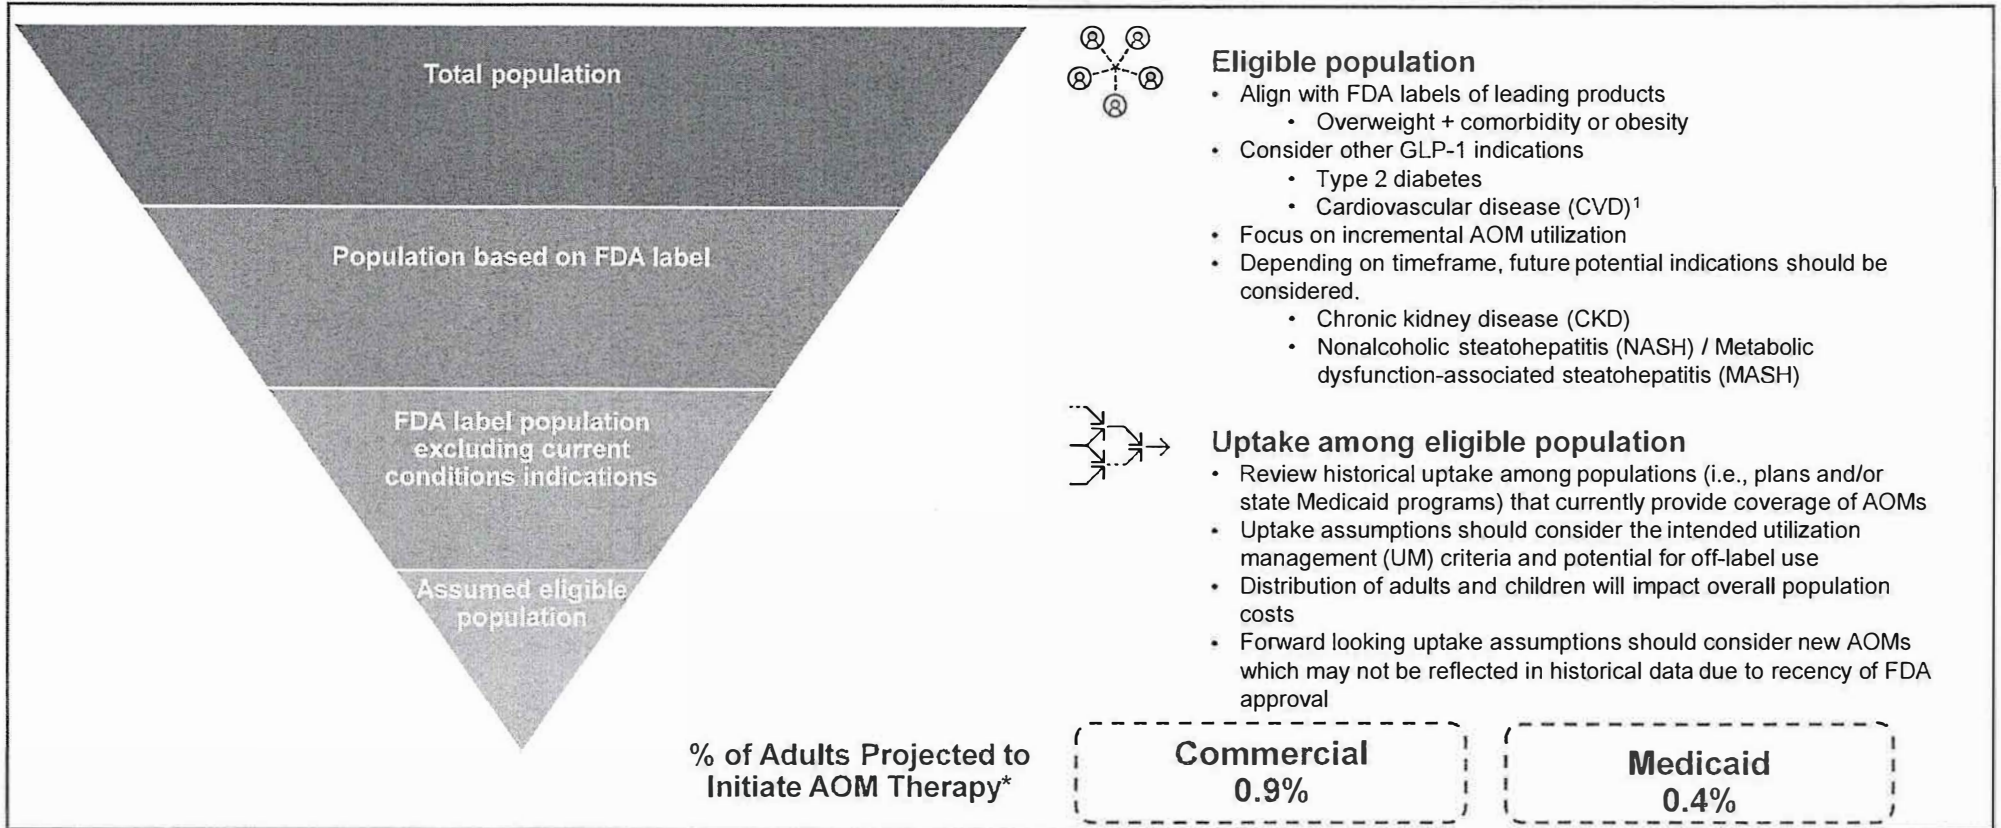 Total population
Population based on FDA label
FDA label population
excluding current
conditions indications
Assumed eligible
population
Eligible population
• Align with FDA labels of leading products
• Overweight + comorbidity or obesity
• Consider other GLP-1 indications
• Type 2 diabetes
• Cardiovascular disease (CVD)¹
• Focus on incremental AOM utilization
• Depending on timeframe, future potential indications should be
considered.
• Chronic kidney disease (CKD)
• Nonalcoholic steatohepatitis (NASH) / Metabolic
dysfunction-associated steatohepatitis (MASH)
Uptake among eligible population
• Review historical uptake among populations (i.e., plans and/or
state Medicaid programs) that currently provide coverage of AOMs
• Uptake assumptions should consider the intended utilization
management (UM) criteria and potential for off-label use
• Distribution of adults and children will impact overall population
costs
• Forward looking uptake assumptions should consider new AOMs
which may not be reflected in historical data due to recency of FDA
approval
% of Adults Projected to
Initiate AOM Therapy*
Commercial
0.9%
Medicaid
0.4%